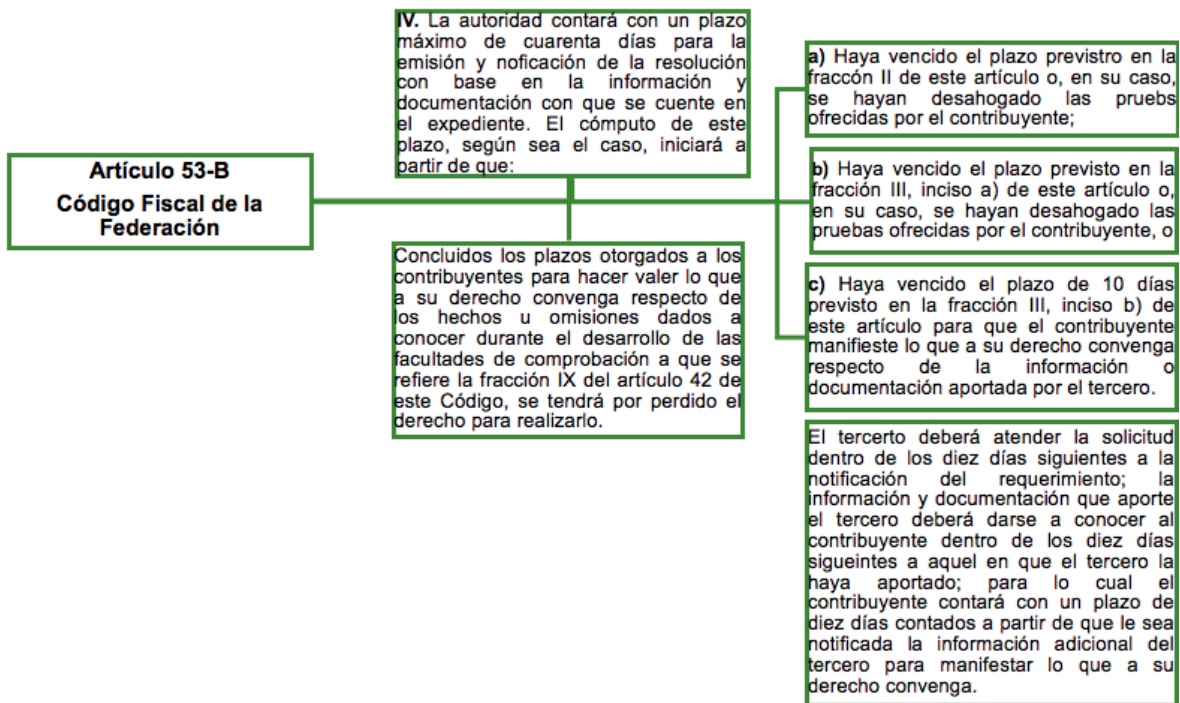 Artículo 53-B
Código Fiscal de la
Federación
IV. La autoridad contará con un plazo
máximo de cuarenta días para la
emisión y noficación de la resolución
con base en la información y
documentación con que se cuente en
el expediente. El cómputo de este
plazo, según sea el caso, iniciará a
partir de que:
Concluidos los plazos otorgados a los
contribuyentes para hacer valer lo que
a su derecho convenga respecto de
los hechos u omisiones dados a
conocer durante el desarrollo de las
facultades de comprobación a que se
refiere la fracción IX del artículo 42 de
este Código, se tendrá por perdido el
derecho para realizarlo.
a) Haya vencido el plazo previstro en la
fraccón II de este artículo o, en su caso,
se hayan desahogado las pruebs
ofrecidas por el contribuyente;
b) Haya vencido el plazo previsto en la
fracción III, inciso a) de este artículo o,
en su caso, se hayan desahogado las
pruebas ofrecidas por el contribuyente, o
c) Haya vencido el plazo de 10 días
previsto en la fracción III, inciso b) de
este artículo para que el contribuyente
manifieste lo que a su derecho convenga
respecto de la información o
documentación aportada por el tercero.
El tercerto deberá atender la solicitud
dentro de los diez días siguientes a la
notificación del requerimiento; la
información y documentación que aporte
el tercero deberá darse a conocer al
contribuyente dentro de los diez días
sigueintes a aquel en que el tercero la
haya aportado; para lo cual el
contribuyente contará con un plazo de
diez días contados a partir de que le sea
notificada la información adicional del
tercero para manifestar lo que a su
derecho convenga.